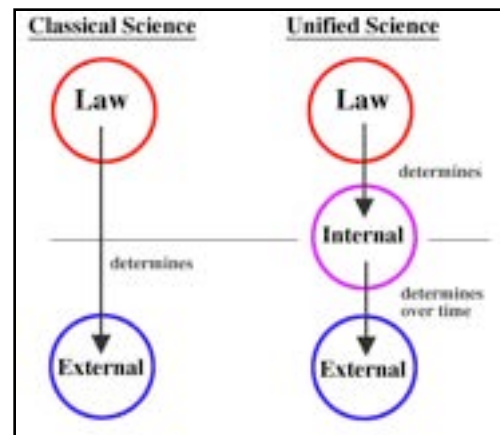 Classical Science
Unified Science
Law
Law
determines
Internal
determines
determines
over time
External
External